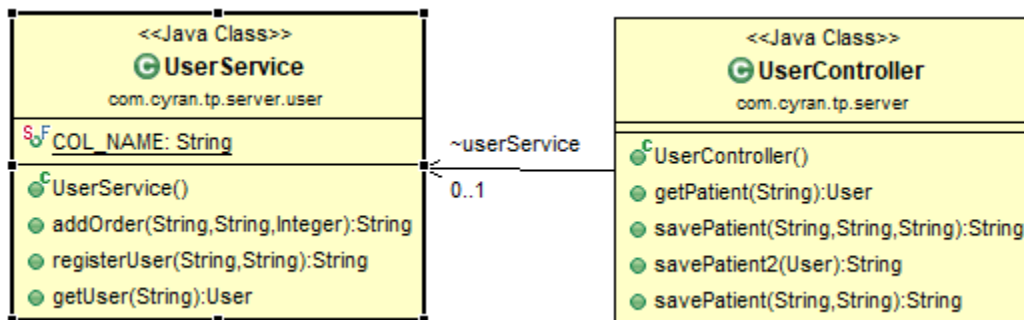 <<Java Class>>
UserService
com.cyran.tp.server.user
COL_NAME: String
UserService()
addOrder(String,String,Integer):String
registerUser(String,String):String
getUser(String):User
~userService
0..1
<<Java Class>>
UserController
com.cyran.tp.server
UserController()
getPatient(String):User
savePatient(String,String,String):String
savePatient2(User):String
savePatient(String,String):String